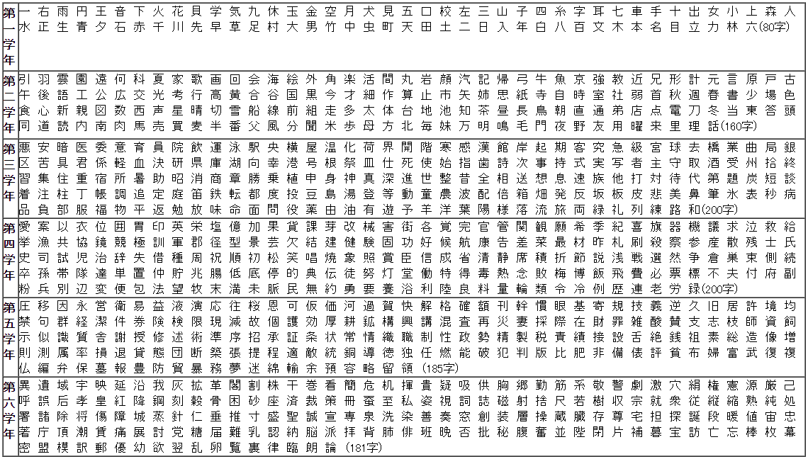 第一学年 一右雨円王音下火花貝学気九休玉金空月犬見五口校左三山子四糸字耳七車手十出女小上森人
水正生青夕石赤千川先早草足村大男竹中虫町天田土二日入年白八百文木本名目立力林六(80字)
第二学年 引羽雲園遠何科夏家歌画回会海絵外角楽活間丸岩顔汽記帰弓牛魚京強教近兄形計元言原戸古
午後語工公広交光考行高黄合谷国黒今才細作算止市矢姉思紙寺自時室社弱首秋週春書少場色
食心新親図数西声星晴切雪船線前組走多太体台地池知茶昼長鳥朝直通弟店点電刀冬当東答頭
同道読内南肉馬売買麦半番父風分聞米歩母方北毎妹万明鳴毛門夜野友用曜来里理話(160字)
第三学年 悪安暗医委意育員院飲運泳駅央横屋温化荷界開階寒感漢館岸起期客究急級宮球去橋業曲局銀
区苦具君係軽血決研県庫湖向幸港号根祭皿仕死使始指歯詩次事持式実写者主守取酒受州拾終
習集住重宿所暑助昭消商章勝乗植申身神真深進世整昔全相送想息速族他打対待代第題炭短談
着注柱丁帳調追定庭笛鉄転都度投豆島湯登等動童農波配倍箱畑発反坂板皮悲美鼻筆氷表秒病
品負部服福物平返勉放味命面問役薬由油有遊予羊洋葉陽様落流旅両緑礼列練路和(200字)
第四学年 愛案以衣位囲胃印英栄塩億加果貨課芽改械害街各覚完官管関観願希季紀喜旗器機議求泣救給
挙漁共協鏡競極訓軍郡径型景芸欠結建健験固功好候航康告差菜最材昨札刷殺察参産散残士氏
史司試児治辞失借種周祝順初松笑唱焼象照賞臣信成省清静席積折節説浅戦選然争倉巣束側続
卒孫帯隊達単置仲貯兆腸低底停的典伝徒努灯堂働特得毒熱念敗梅博飯飛費必票標不夫付府副
粉兵別辺変便包法望牧末満未脈民無約勇要養浴利陸良料量輪類令冷例歴連老労録(200字)
第五学年 圧移因永営衛易益液演応往桜恩可仮価河過賀快解格確額刊幹慣眼基寄規技義逆久旧居許境均
禁句群経潔件券険検限現減故個護効厚耕鉱構興講混査再災妻採際在財罪雑酸賛支志枝師資飼
示似識質舎謝授修述術準序招承証条状常情織職制性政勢精製税責績接設舌絶銭祖素総造像増
則測属率損退貸態団断築張提程適敵統銅導徳独任燃能破犯判版比肥非備俵評貧布婦富武復複
仏編弁保墓報豊防貿暴務夢迷綿輸余預容略留領(185字)
第六学年 異遺域宇映延沿我灰拡革閣割株干巻看簡危机揮貴疑吸供胸郷勤筋系敬警劇激穴絹権憲源厳己
呼誤后孝皇紅降鋼刻穀骨困砂座済裁策冊蚕至私姿視詞誌磁射捨尺若樹収宗就衆従縦縮熟純処
署諸除将傷障城蒸針仁垂推寸盛聖誠宣専泉洗染善奏窓創装層操蔵臓存尊宅担探誕段暖値宙忠
著庁頂潮賃痛展討党糖届難乳認納脳派拝背肺俳班晩否批秘腹奮並陛閉片補暮宝訪亡忘棒枚幕
密盟模訳郵優幼欲翌乱卵覧裏律臨朗論(181字)